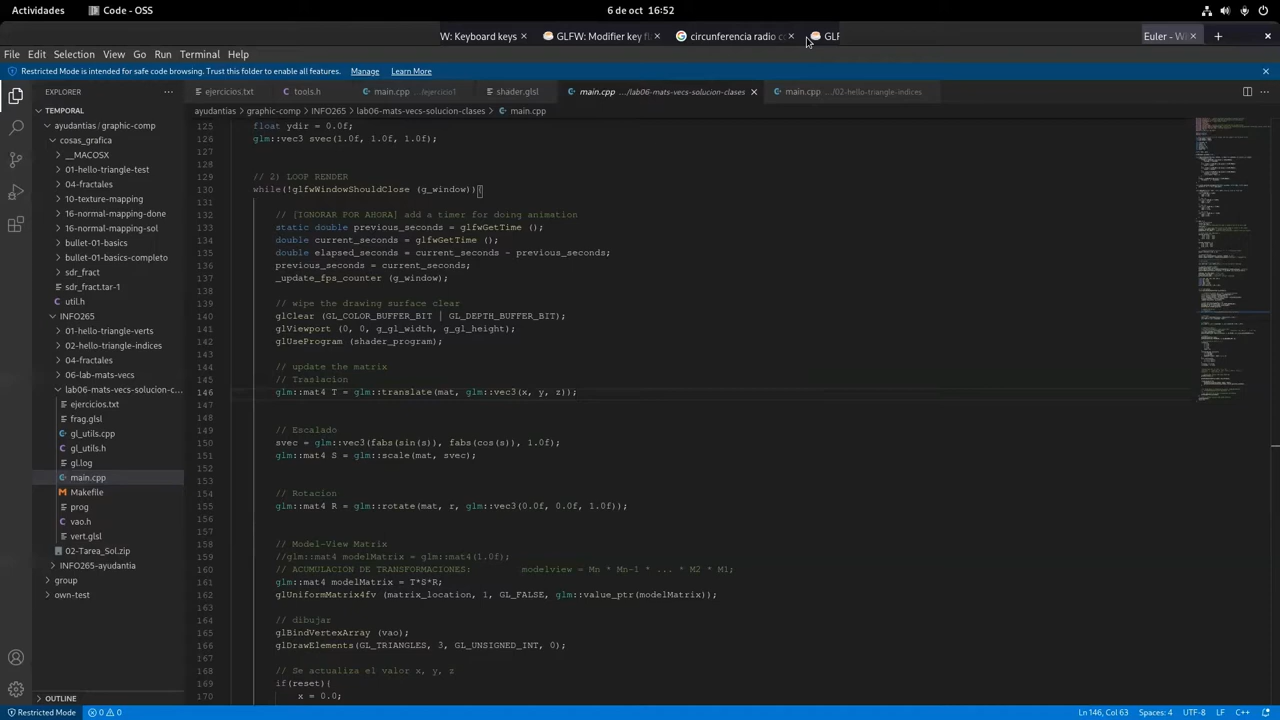 Actividades
Code - OSS
6 de oct 16:52
W: Keyboard keys
GLFW: Modifier key fl
circunferencia radio c
GLF
Euler - W
File Edit Selection View Go Run Terminal Help
Restricted Mode is intended for safe code browsing. Trust this folder to enable all features. Manage Learn More
EXPLORER
ejercicios.txt
tools.h
main.cpp .../ejercicio1
shader.glsl
main.cpp .../lab06-mats-vecs-solucion-clases
main.cpp .../02-hello-triangle-indices
ayudantias > graphic-comp > INFO265 > lab06-mats-vecs-solucion-clases > main.cpp
TEMPORAL
ayudantias/graphic-comp
cosas_grafica
__MACOSX
01-hello-triangle-test
04-fractales
10-texture-mapping
16-normal-mapping-done
16-normal-mapping-sol
bullet-01-basics
bullet-01-basics-completo
sdr_fract
sdr_fract.tar-1
util.h
INFO265
01-hello-triangle-verts
02-hello-triangle-indices
04-fractales
06-lab-mats-vecs
lab06-mats-vecs-solucion-c...
ejercicios.txt
frag.glsl
gl_utils.cpp
gl_utils.h
gl.log
main.cpp
Makefile
prog
vao.h
vert.glsl
02-Tarea_Sol.zip
INFO265-ayudantia
group
own-test
OUTLINE
125 float ydir = 0.0f;
126 glm::vec3 svec(1.0f, 1.0f, 1.0f);
127
128
129 // 2) LOOP RENDER
130 while(!glfwWindowShouldClose (g_window)){
131
132 // [IGNORAR POR AHORA] add a timer for doing animation
133 static double previous_seconds = glfwGetTime ();
134 double current_seconds = glfwGetTime ();
135 double elapsed_seconds = current_seconds - previous_seconds;
136 previous_seconds = current_seconds;
137 _update_fps_counter (g_window);
138
139 // wipe the drawing surface clear
140 glClear (GL_COLOR_BUFFER_BIT | GL_DEPTH_BUFFER_BIT);
141 glViewport (0, 0, g_gl_width, g_gl_height);
142 glUseProgram (shader_program);
143
144 // update the matrix
145 // Traslacion
146 glm::mat4 T = glm::translate(mat, glm::vec3(x, y, z));
147
148
149 // Escalado
150 svec = glm::vec3(fabs(sin(s)), fabs(cos(s)), 1.0f);
151 glm::mat4 S = glm::scale(mat, svec);
152
153
154 // Rotacion
155 glm::mat4 R = glm::rotate(mat, r, glm::vec3(0.0f, 0.0f, 1.0f));
156
157
158 // Model-View Matrix
159 //glm::mat4 modelMatrix = glm::mat4(1.0f);
160 // ACUMULACION DE TRANSFORMACIONES: modelview = Mn * Mn-1 * ... * M2 * M1;
161 glm::mat4 modelMatrix = T*S*R;
162 glUniformMatrix4fv (matrix_location, 1, GL_FALSE, glm::value_ptr(modelMatrix));
163
164 // dibujar
165 glBindVertexArray (vao);
166 glDrawElements(GL_TRIANGLES, 3, GL_UNSIGNED_INT, 0);
167
168 // Se actualiza el valor x, y, z
169 if(reset){
170 x = 0.0;
Restricted Mode 0 0
Ln 146, Col 63 Spaces: 4 UTF-8 LF C++